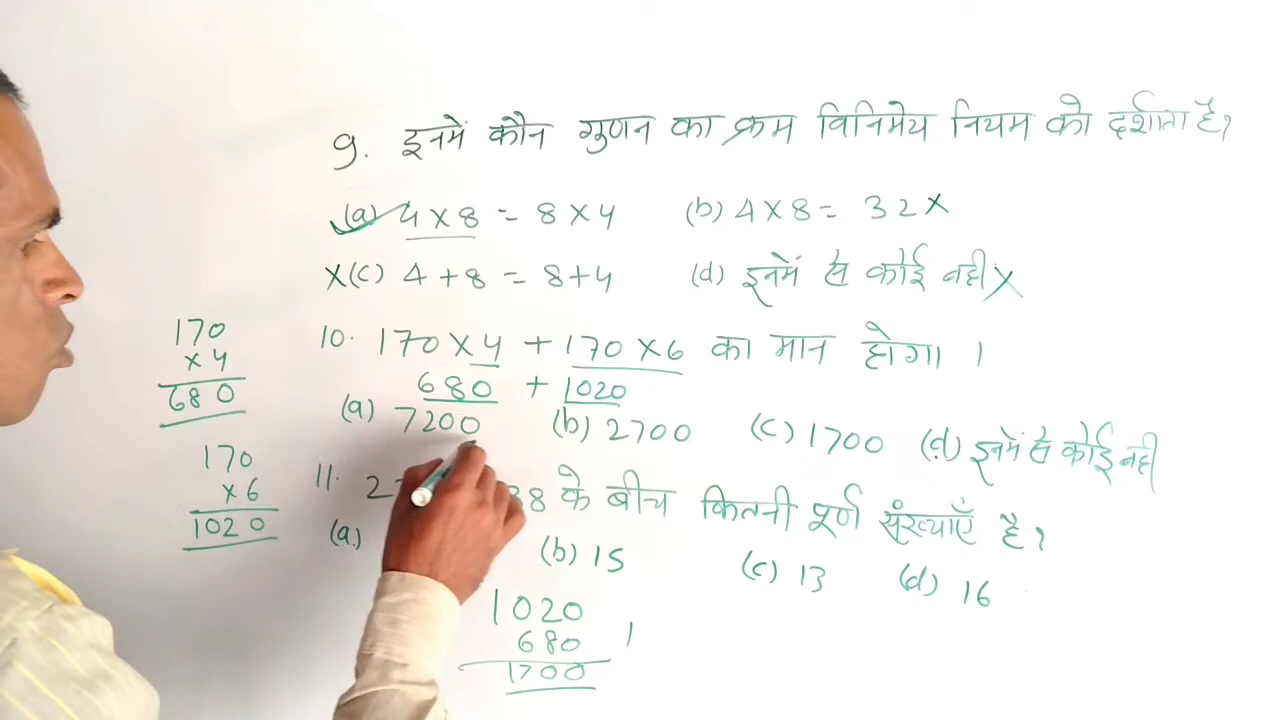 9. इनमें कौन गुणन का क्रम विनिमेय नियम को दर्शाता है?
(a) 4 × 8 = 8 × 4 (b) 4 × 8 = 32 ×
× (c) 4 + 8 = 8 + 4 (d) इनमें से कोई नही ×
10. 170 × 4 + 170 × 6 का मान होगा ।
680 + 1020
(a) 7200 (b) 2700 (c) 1700 (d) इनमें से कोई नही
11. 38 के बीच कितनी पूर्ण संख्याएँ है?
(a) (b) 15 (c) 13 (d) 16
170
× 4
680
170
× 6
1020
1020
680
1700